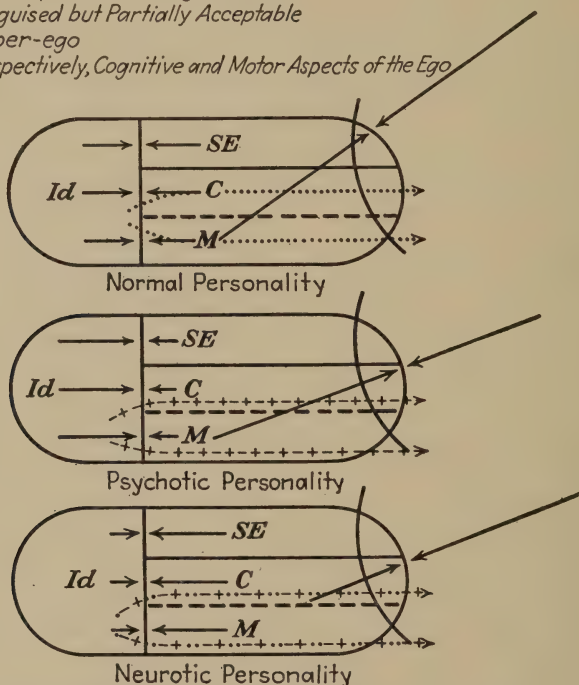 guised but Partially Acceptable
per-ego
spectively, Cognitive and Motor Aspects of the Ego
SE
Id C
M
Normal Personality
SE
Id C
M
Psychotic Personality
SE
Id C
M
Neurotic Personality